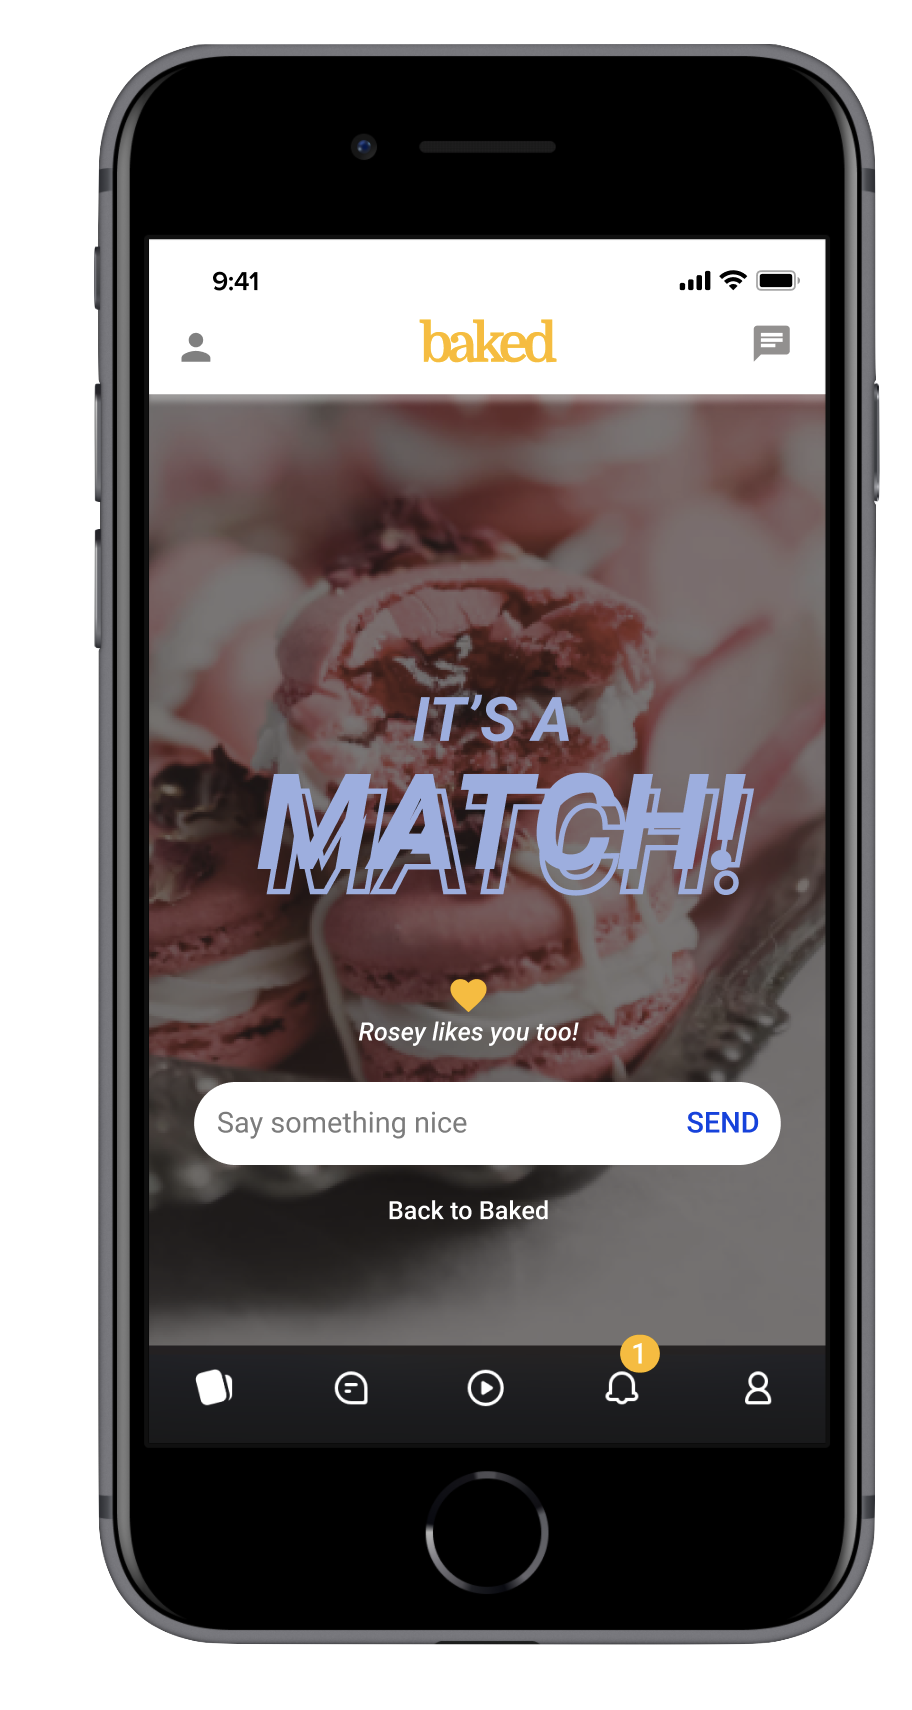 9:41
baked
IT'S A
MATCH!
Rosey likes you too!
Say something nice
SEND
Back to Baked
1